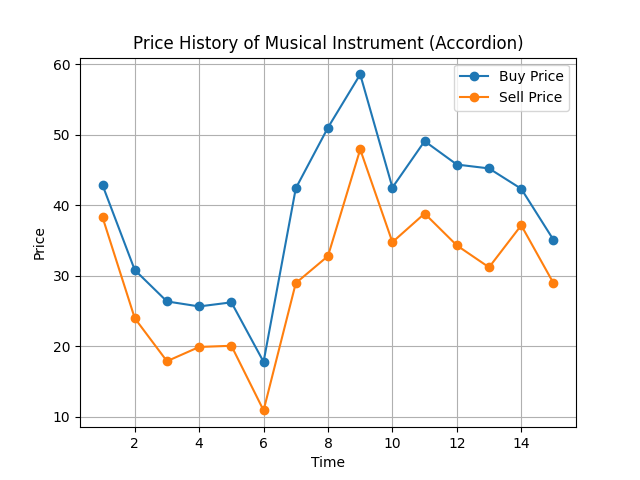 Price History of Musical Instrument (Accordion)
Buy Price
Sell Price
60
50
40
30
20
10
Price
2 4 6 8 10 12 14
Time